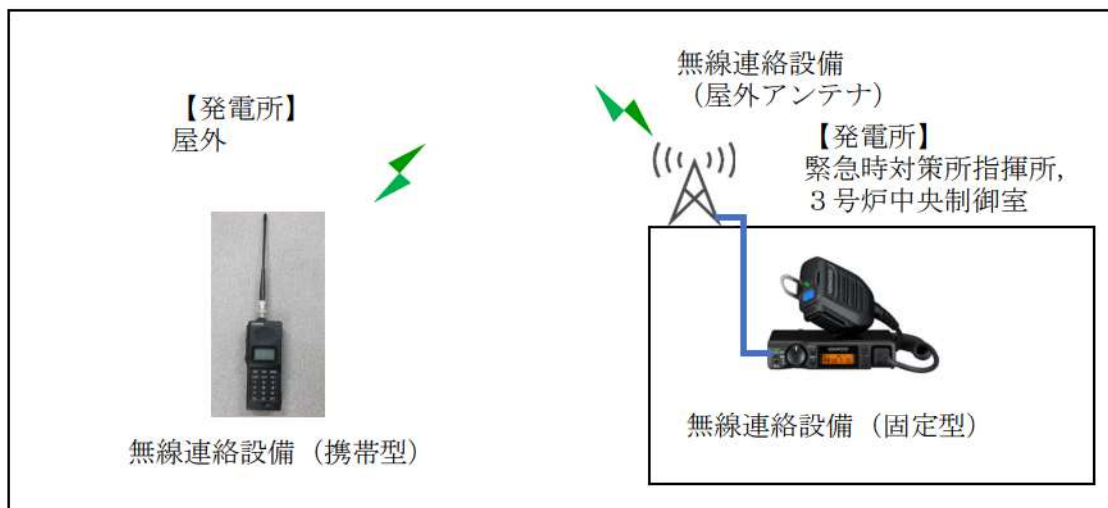 【発電所】
屋外
無線連絡設備（携帯型）
無線連絡設備
（屋外アンテナ）
【発電所】
緊急時対策所指揮所,
３号炉中央制御室
無線連絡設備（固定型）